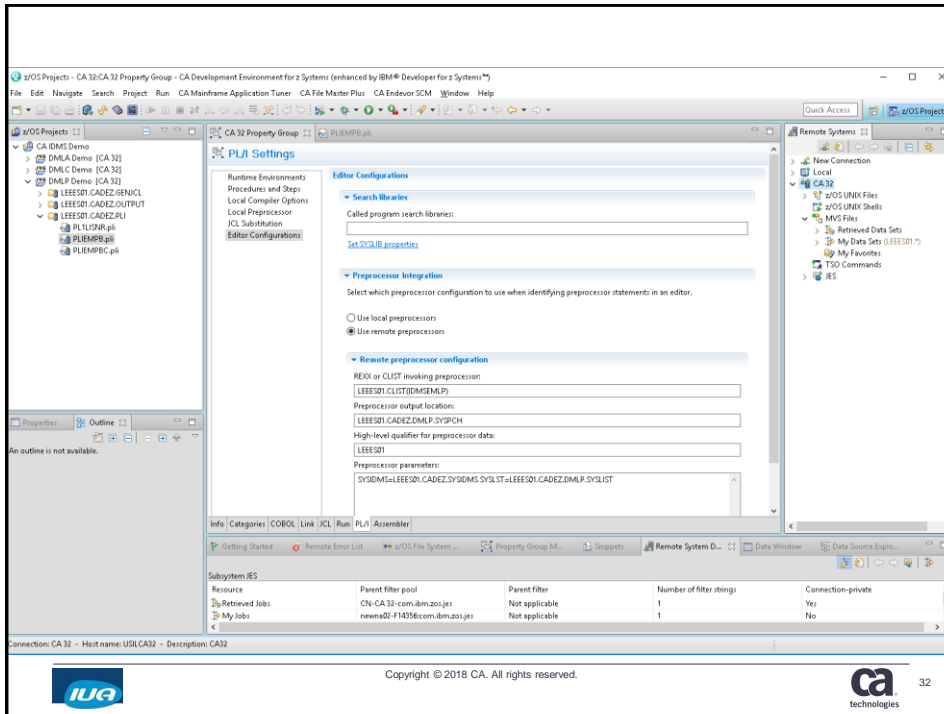 z/OS Projects - CA 32:CA 32 Property Group - CA Development Environment for z Systems (enhanced by IBM® Developer for z Systems™)
File Edit Navigate Search Project Run CA Mainframe Application Tuner CA File Master Plus CA Endevor SCM Window Help
Quick Access z/OS Project
z/OS Projects
CA IDMS Demo
DMLA Demo [CA 32]
DMLC Demo [CA 32]
DMLP Demo [CA 32]
LEEES01.CADEZ.GENJCL
LEEES01.CADEZ.OUTPUT
LEEES01.CADEZ.PLI
PL1LISNR.pli
PLIEMPB.pli
PLIEMPBC.pli
Properties Outline
An outline is not available.
CA 32 Property Group PLIEMPB.pli
PL/I Settings
Runtime Environments
Procedures and Steps
Local Compiler Options
Local Preprocessor
JCL Substitution
Editor Configurations
Editor Configurations
Search libraries
Called program search libraries:
Set SYSLIB properties
Preprocessor Integration
Select which preprocessor configuration to use when identifying preprocessor statements in an editor.
Use local preprocessors
Use remote preprocessors
Remote preprocessor configuration
REXX or CLIST invoking preprocessor:
LEEES01.CLIST(IDMSEMLP)
Preprocessor output location:
LEEES01.CADEZ.DMLP.SYSPCH
High-level qualifier for preprocessor data:
LEEES01
Preprocessor parameters:
SYSIDMS=LEEES01.CADEZ.SYSIDMS SYSLST=LEEES01.CADEZ.DMLP.SYSLIST
Info Categories COBOL Link JCL Run PL/I Assembler
Remote Systems
New Connection
Local
CA 32
z/OS UNIX Files
z/OS UNIX Shells
MVS Files
Retrieved Data Sets
My Data Sets (LEEES01.*)
My Favorites
TSO Commands
JES
Getting Started Remote Error List z/OS File System ... Property Group M... Snippets Remote System D... Data Window Data Source Explo...
Subsystem JES
Resource Parent filter pool Parent filter Number of filter strings Connection-private
Retrieved Jobs CN-CA 32-com.ibm.zos.jes Not applicable 1 Yes
My Jobs newna02-F14356:com.ibm.zos.jes Not applicable 1 No
Connection: CA 32 - Host name: USILCA32 - Description: CA32
IUA
Copyright © 2018 CA. All rights reserved.
ca
technologies
32